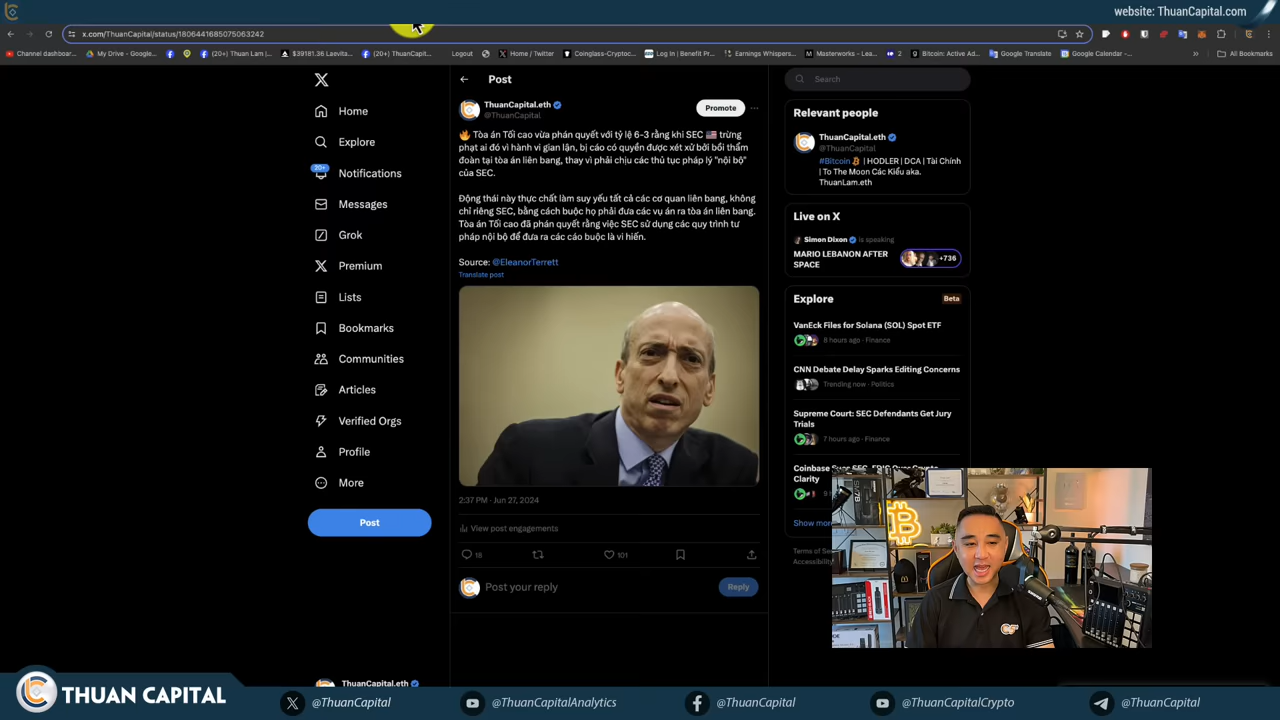 website: ThuanCapital.com
x.com/ThuanCapital/status/1806441685075063242
Channel dashboar...
My Drive - Google...
(20+) Thuan Lam |...
$39181.36 Laevita...
(20+) ThuanCapit...
Logout
Home / Twitter
Coinglass-Cryptoc...
Log In | Benefit Pr...
Earnings Whispers...
Masterworks – Lea...
2
Bitcoin: Active Ad...
Google Translate
Google Calendar -...
All Bookmarks
Home
Explore
20+
Notifications
Messages
Grok
Premium
Lists
Bookmarks
Communities
Articles
Verified Orgs
Profile
More
Post
ThuanCapital.eth
Post
ThuanCapital.eth
@ThuanCapital
Promote
🔥 Tòa án Tối cao vừa phán quyết với tỷ lệ 6-3 rằng khi SEC 🇺🇸 trừng
phạt ai đó vì hành vi gian lận, bị cáo có quyền được xét xử bởi bồi thẩm
đoàn tại tòa án liên bang, thay vì phải chịu các thủ tục pháp lý "nội bộ"
của SEC.
Động thái này thực chất làm suy yếu tất cả các cơ quan liên bang, không
chỉ riêng SEC, bằng cách buộc họ phải đưa các vụ án ra tòa án liên bang.
Tòa án Tối cao đã phán quyết rằng việc SEC sử dụng các quy trình tư
pháp nội bộ để đưa ra các cáo buộc là vi hiến.
Source: @EleanorTerrett
Translate post
2:37 PM · Jun 27, 2024
View post engagements
18
101
Post your reply
Reply
Search
Relevant people
ThuanCapital.eth
@ThuanCapital
#Bitcoin | HODLER | DCA | Tài Chính
| To The Moon Các Kiểu aka.
ThuanLam.eth
Live on X
Simon Dixon is speaking
MARIO LEBANON AFTER
SPACE
+736
Explore
Beta
VanEck Files for Solana (SOL) Spot ETF
8 hours ago · Finance
CNN Debate Delay Sparks Editing Concerns
Trending now · Politics
Supreme Court: SEC Defendants Get Jury
Trials
7 hours ago · Finance
Coinbase Sues SEC, FDIC Over Crypto
Clarity
Show mor
Terms of Se
Accessibility
SM7B
THUAN CAPITAL
@ThuanCapital
@ThuanCapitalAnalytics
@ThuanCapital
@ThuanCapitalCrypto
@ThuanCapital